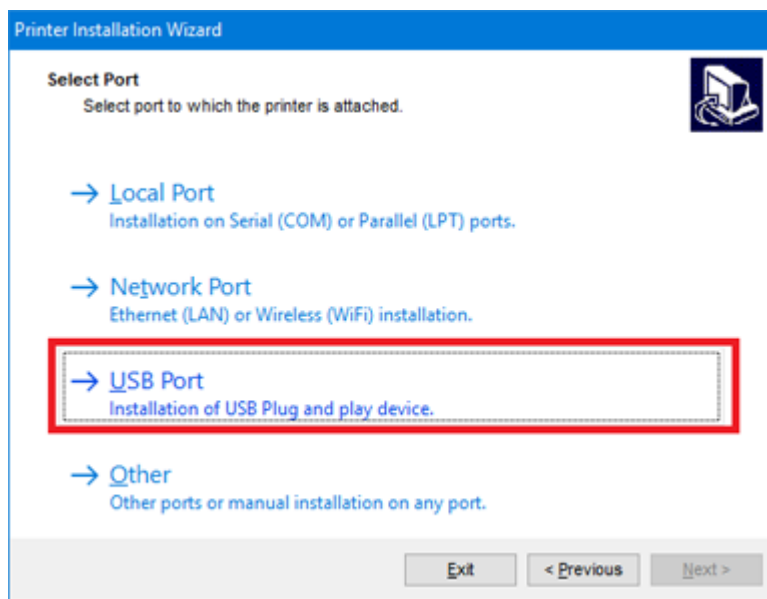 Printer Installation Wizard
Select Port
Select port to which the printer is attached.
→ Local Port
Installation on Serial (COM) or Parallel (LPT) ports.
→ Network Port
Ethernet (LAN) or Wireless (WiFi) installation.
→ USB Port
Installation of USB Plug and play device.
→ Other
Other ports or manual installation on any port.
Exit < Previous Next >